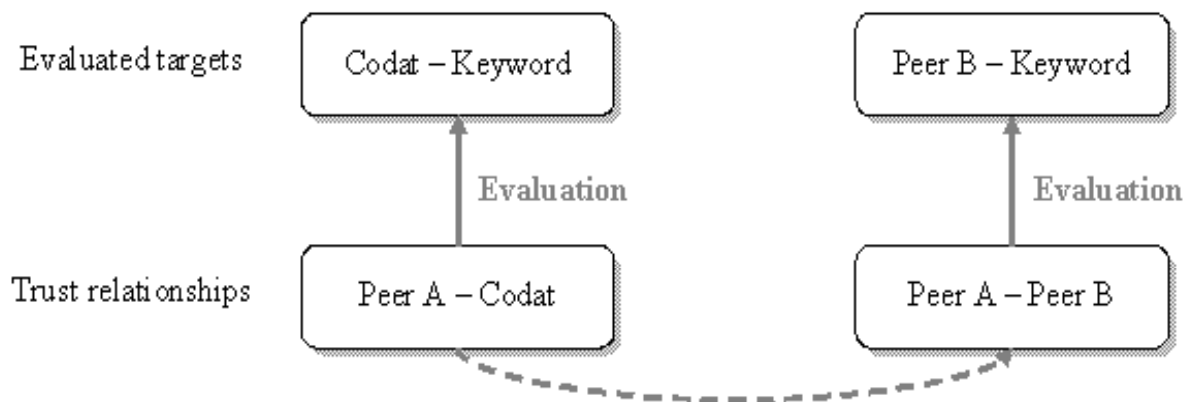 Evaluated targets
Codat – Keyword
Peer B – Keyword
Evaluation
Evaluation
Trust relationships
Peer A – Codat
Peer A – Peer B